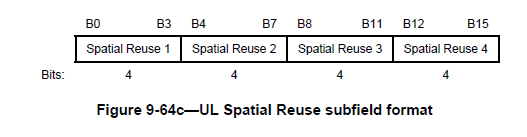 B0 B3 B4 B7 B8 B11 B12 B15
Spatial Reuse 1 Spatial Reuse 2 Spatial Reuse 3 Spatial Reuse 4
Bits: 4 4 4 4
Figure 9-64c—UL Spatial Reuse subfield format